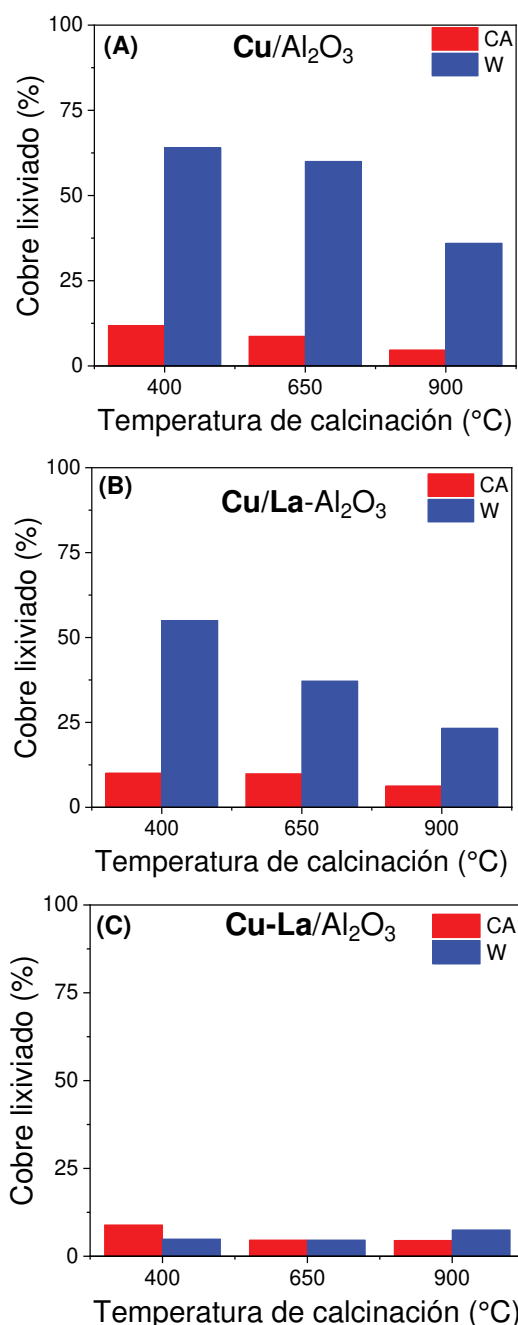 (A) Cu/Al₂O₃ CA
W
100
75
50
25
0
Cobre lixiviado (%)
400 650 900
Temperatura de calcinación (°C)
(B) Cu/La-Al₂O₃ CA
W
100
75
50
25
0
Cobre lixiviado (%)
400 650 900
Temperatura de calcinación (°C)
(C) Cu-La/Al₂O₃ CA
W
100
75
50
25
0
Cobre lixiviado (%)
400 650 900
Temperatura de calcinación (°C)